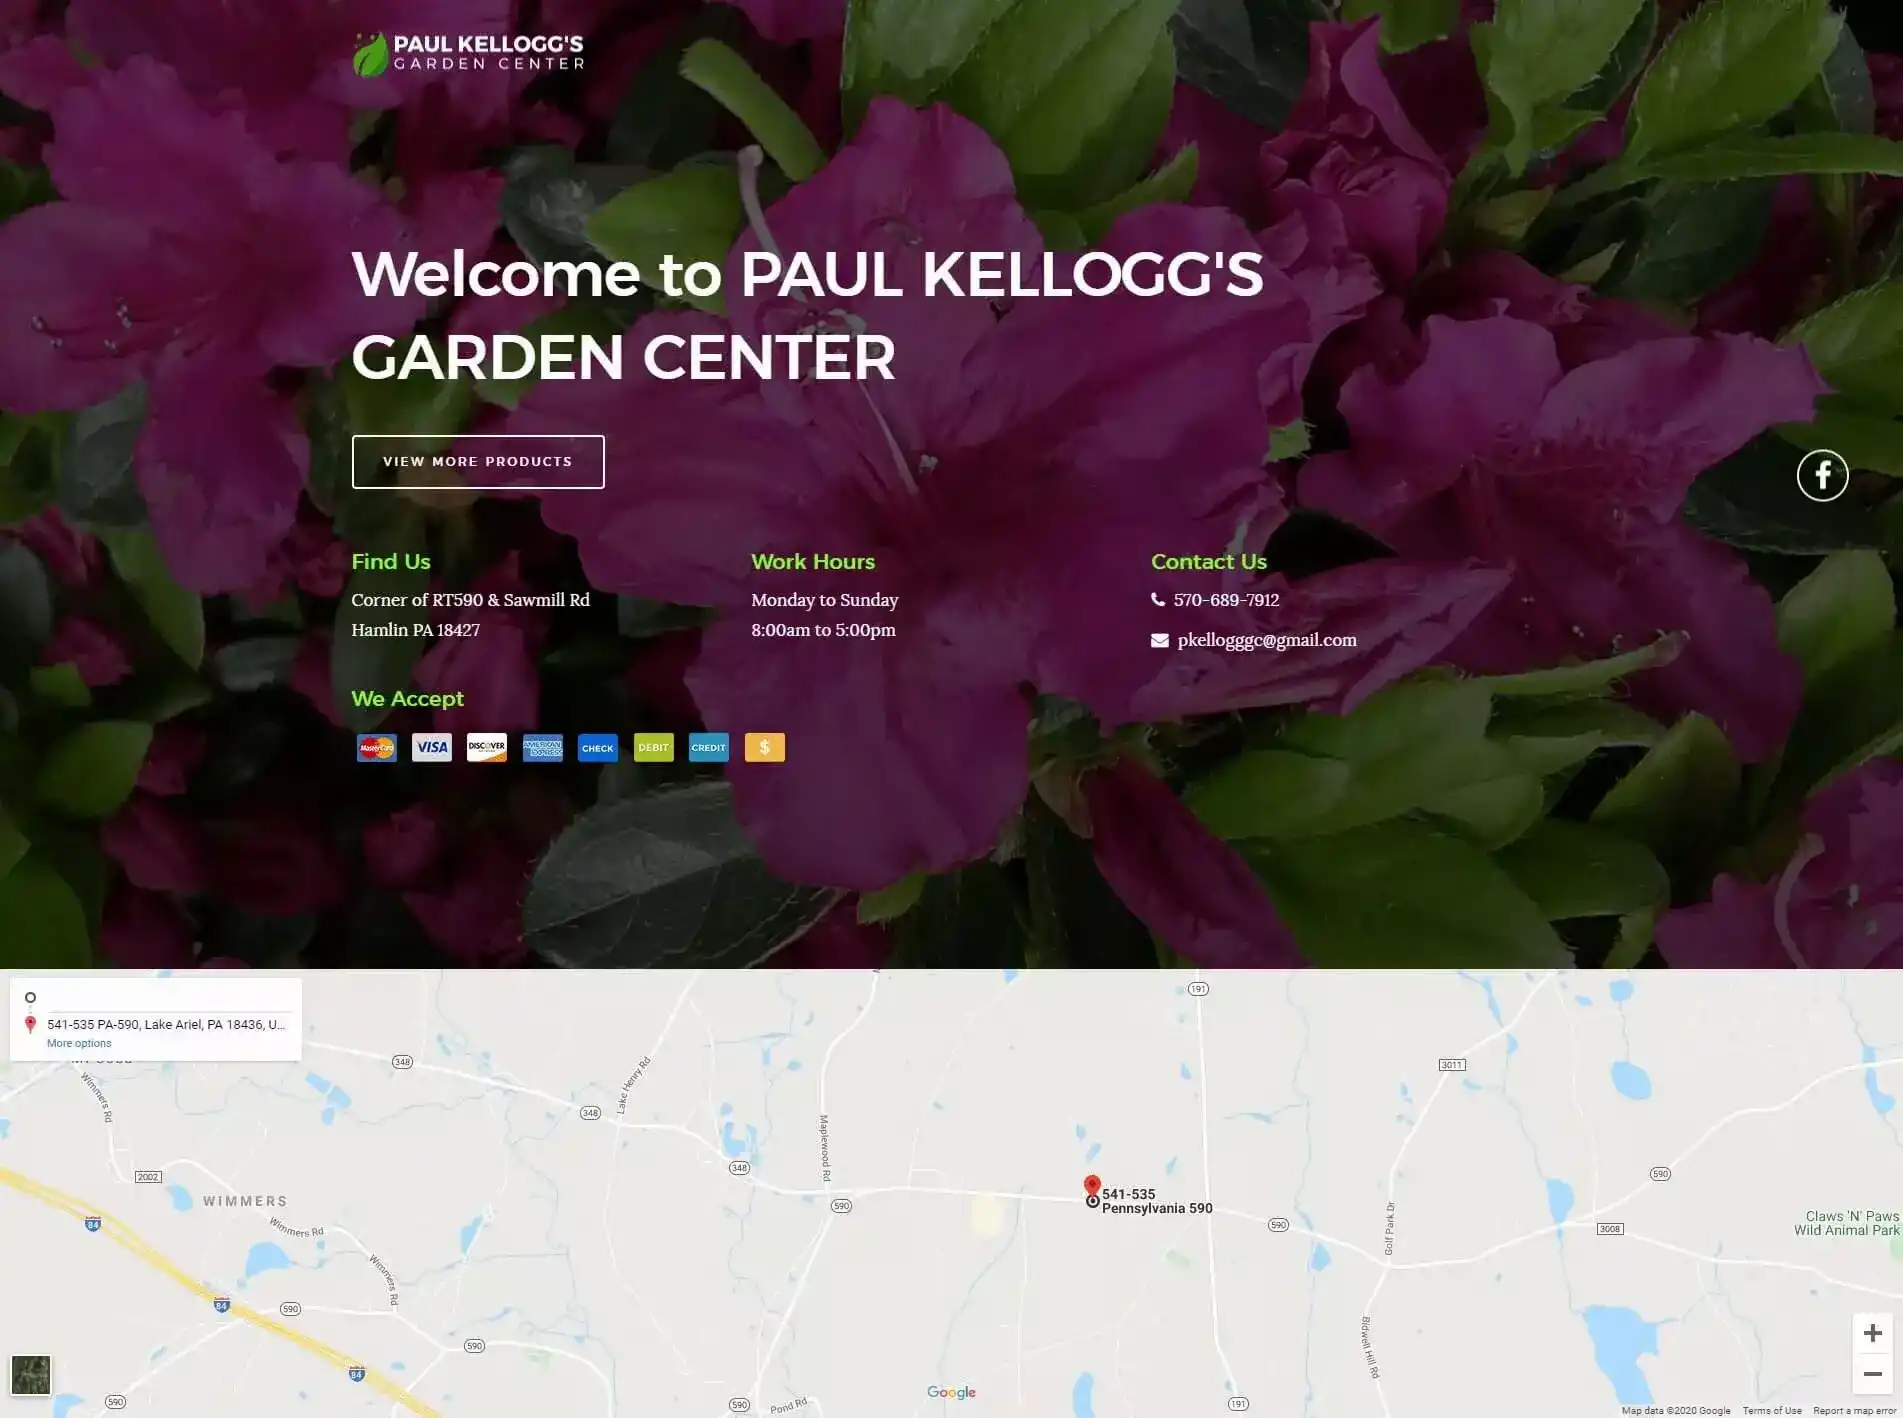 PAUL KELLOGG'S
GARDEN CENTER
Welcome to PAUL KELLOGG'S
GARDEN CENTER
VIEW MORE PRODUCTS
Find Us
Corner of RT590 & Sawmill Rd
Hamlin PA 18427
Work Hours
Monday to Sunday
8:00am to 5:00pm
Contact Us
570-689-7912
pkellogggc@gmail.com
We Accept
MasterCard
VISA
DISCOVER
AMERICAN EXPRESS
CHECK
DEBIT
CREDIT
$
541-535 PA-590, Lake Ariel, PA 18436, U...
More options
191
348
3011
Lake Henry Rd
Wimmers Rd
348
Maplewood Rd
348
590
2002
541-535
Pennsylvania 590
WIMMERS
590
Claws 'N' Paws
Wild Animal Park
84
Wimmers Rd
590
3008
Golf Park Dr
Wimmers Rd
84
590
590
Bidwell Hill Rd
84
Google
590
590
Pond Rd
191
Map data ©2020 Google
Terms of Use
Report a map error